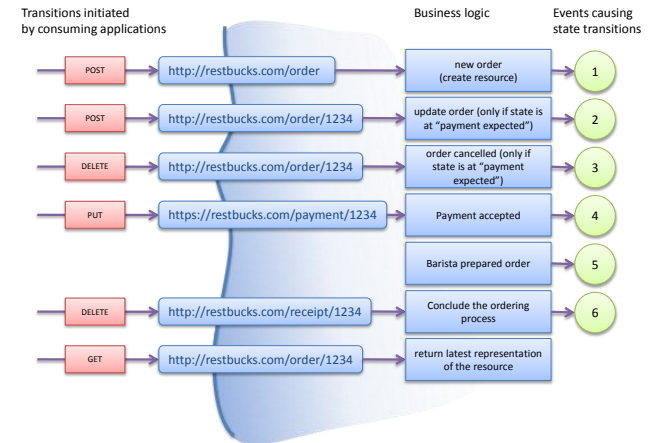 Transitions initiated
by consuming applications
Business logic
Events causing
state transitions
POST
http://restbucks.com/order
new order
(create resource)
1
POST
http://restbucks.com/order/1234
update order (only if state is
at “payment expected”)
2
DELETE
http://restbucks.com/order/1234
order cancelled (only if
state is at “payment
expected”)
3
PUT
https://restbucks.com/payment/1234
Payment accepted
4
Barista prepared order
5
DELETE
http://restbucks.com/receipt/1234
Conclude the ordering
process
6
GET
http://restbucks.com/order/1234
return latest representation
of the resource